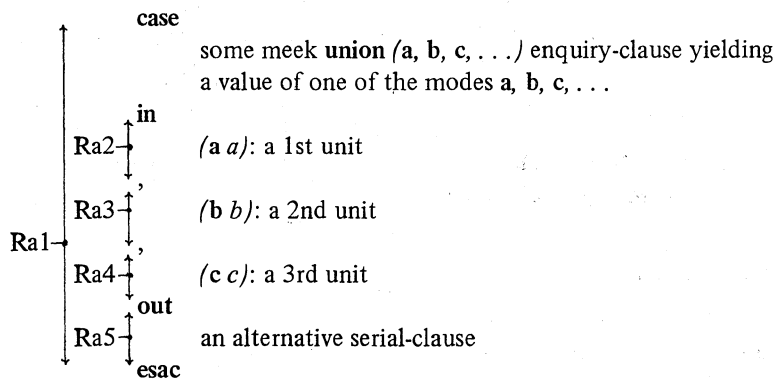 case
some meek union (a, b, c, . . .) enquiry-clause yielding
a value of one of the modes a, b, c, . . .
in
Ra2 (a a): a 1st unit
,
Ra3 (b b): a 2nd unit
Ra1
,
Ra4 (c c): a 3rd unit
out
Ra5 an alternative serial-clause
esac